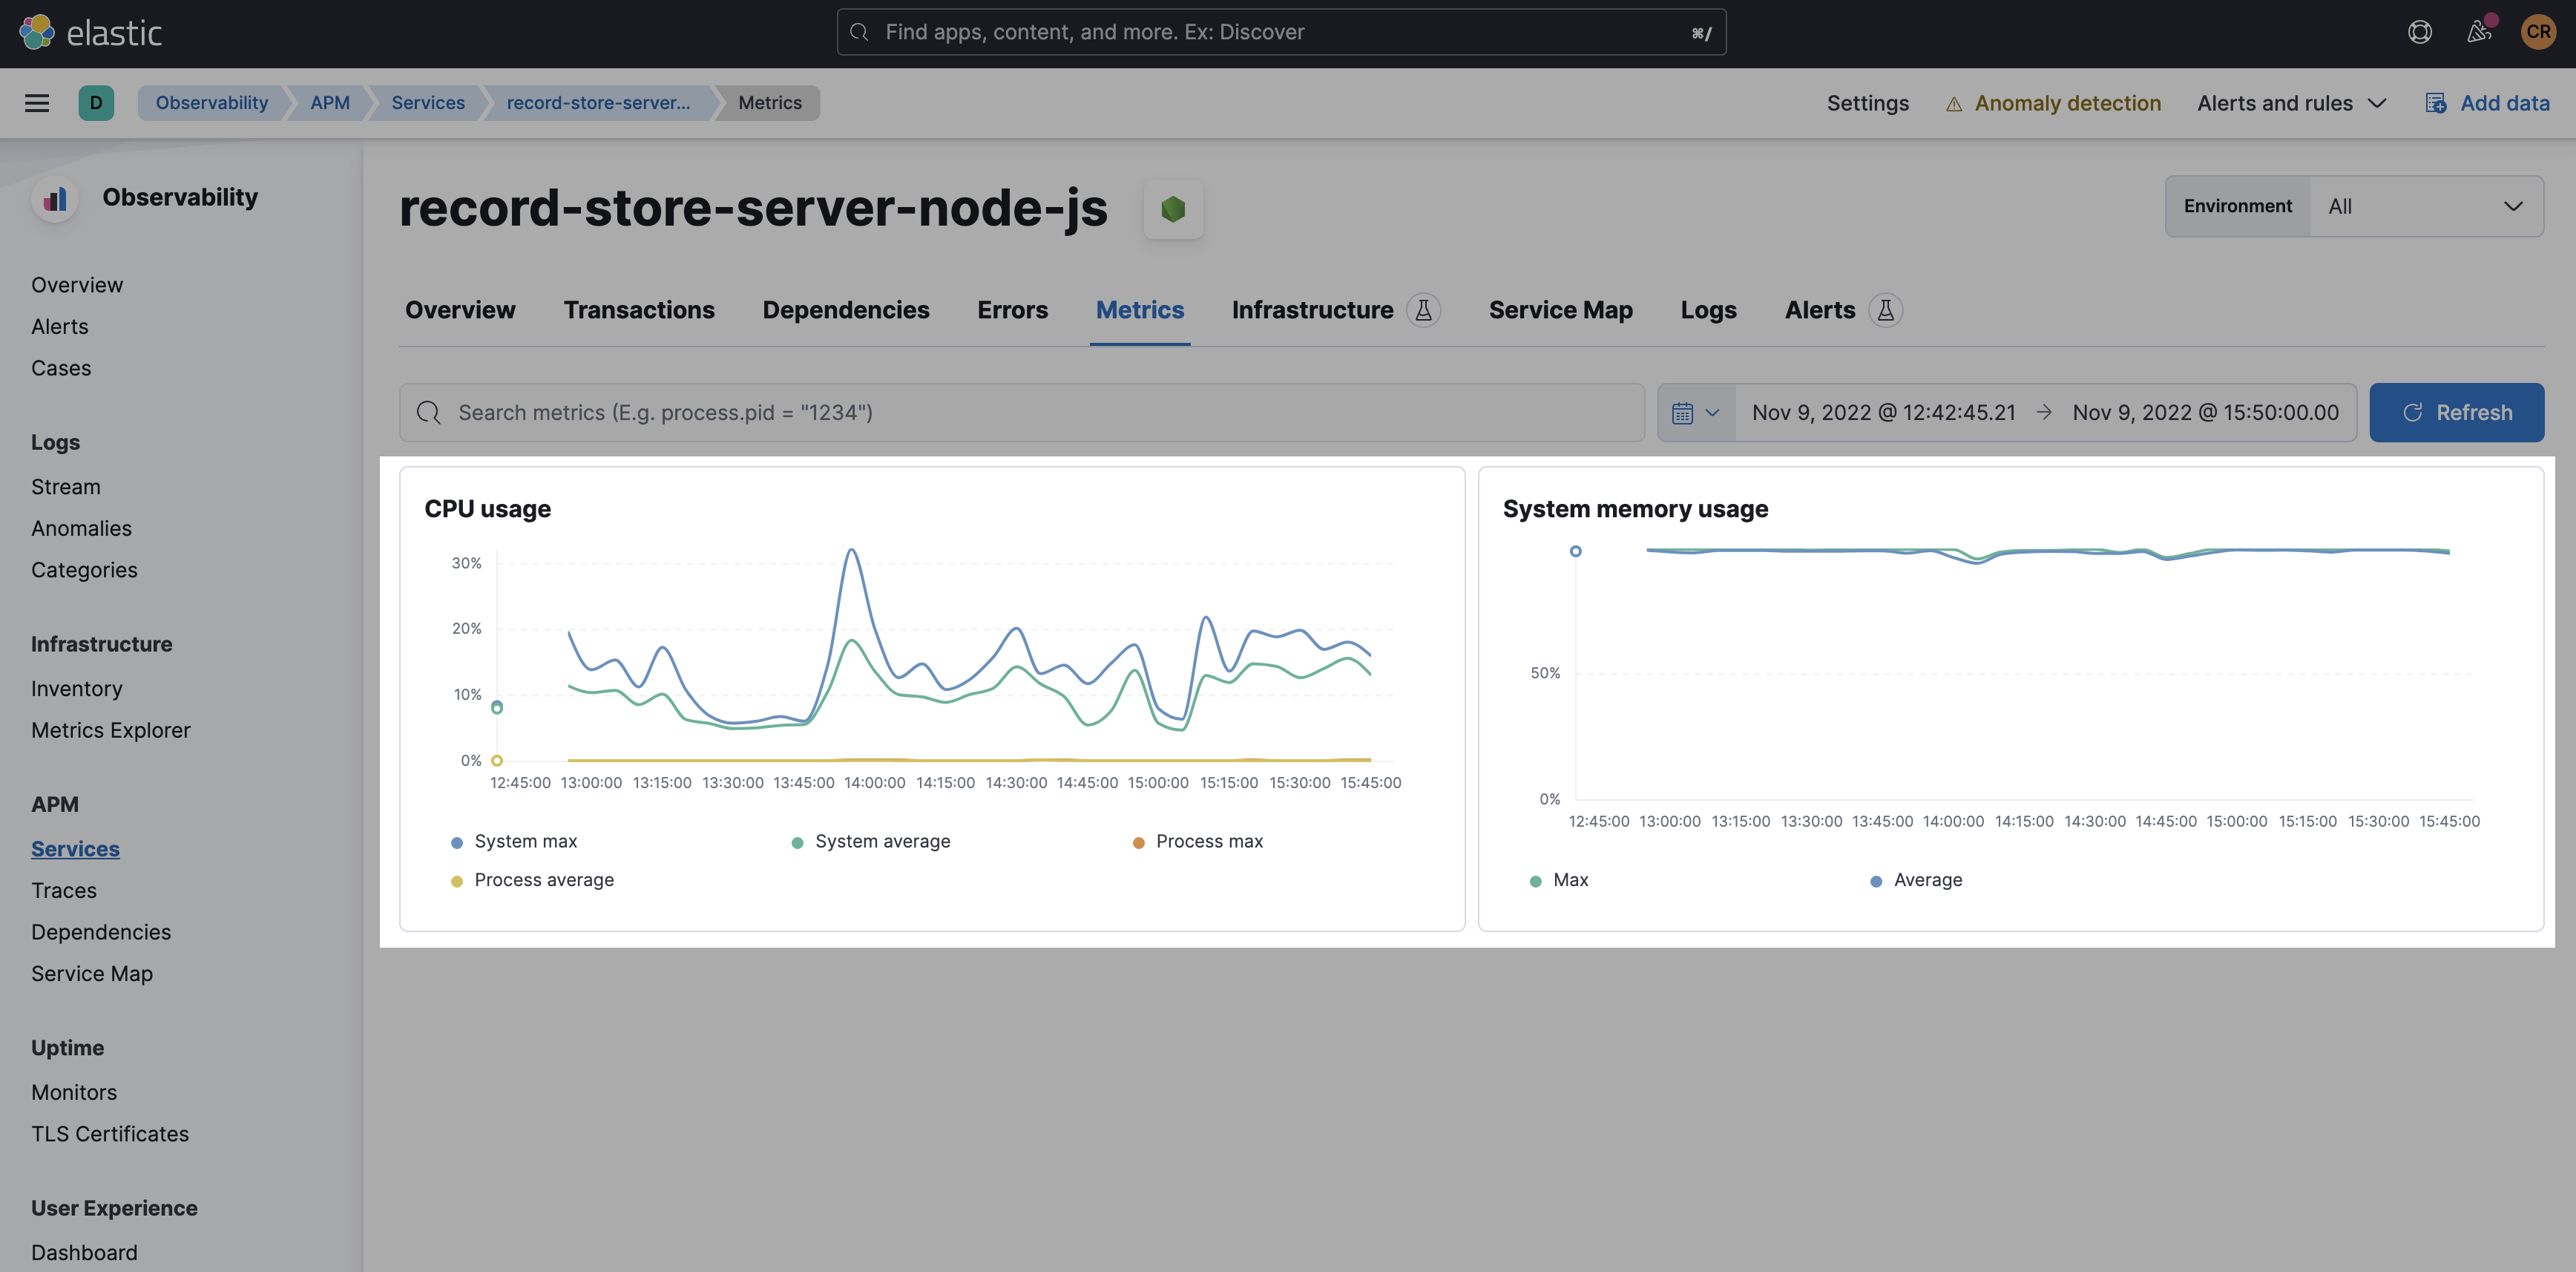 elastic
Find apps, content, and more. Ex: Discover
⌘/
CR
D
Observability
APM
Services
record-store-server...
Metrics
Settings
Anomaly detection
Alerts and rules
Add data
Observability
Overview
Alerts
Cases
Logs
Stream
Anomalies
Categories
Infrastructure
Inventory
Metrics Explorer
APM
Services
Traces
Dependencies
Service Map
Uptime
Monitors
TLS Certificates
User Experience
Dashboard
record-store-server-node-js
Environment All
Overview Transactions Dependencies Errors Metrics Infrastructure Service Map Logs Alerts
Search metrics (E.g. process.pid = "1234")
Nov 9, 2022 @ 12:42:45.21 → Nov 9, 2022 @ 15:50:00.00
Refresh
CPU usage
30%
20%
10%
0%
12:45:00 13:00:00 13:15:00 13:30:00 13:45:00 14:00:00 14:15:00 14:30:00 14:45:00 15:00:00 15:15:00 15:30:00 15:45:00
System max System average Process max
Process average
System memory usage
50%
0%
12:45:00 13:00:00 13:15:00 13:30:00 13:45:00 14:00:00 14:15:00 14:30:00 14:45:00 15:00:00 15:15:00 15:30:00 15:45:00
Max Average